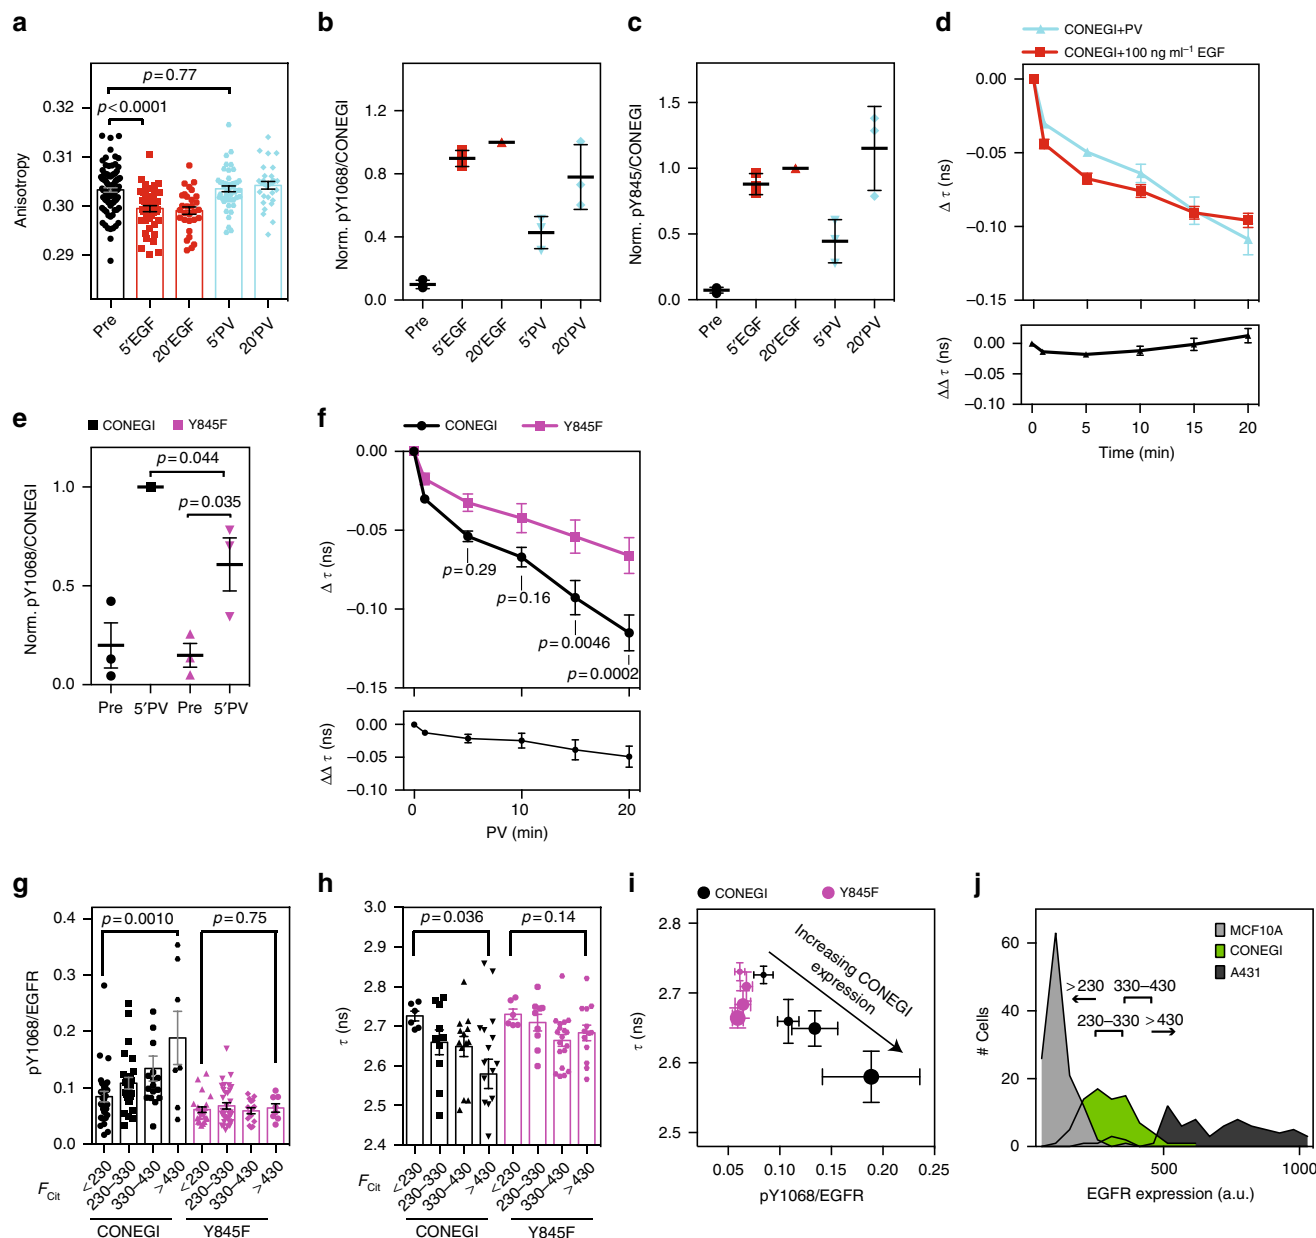 a
p=0.77
p<0.0001
0.32
0.31
0.30
0.29
Anisotropy
Pre
5′EGF
20′EGF
5′PV
20′PV
b
Norm. pY1068/CONEGI
1.2
0.8
0.4
0.0
Pre
5′EGF
20′EGF
5′PV
20′PV
c
Norm. pY845/CONEGI
1.5
1.0
0.5
0.0
Pre
5′EGF
20′EGF
5′PV
20′PV
d
CONEGI+PV
CONEGI+100 ng ml⁻¹ EGF
Δ τ (ns)
0.00
−0.05
−0.10
−0.15
ΔΔ τ (ns)
0.00
−0.05
−0.10
0
5
10
15
20
Time (min)
e
CONEGI
Y845F
p=0.044
p=0.035
Norm. pY1068/CONEGI
1.0
0.5
0.0
Pre
5′PV
Pre
5′PV
f
CONEGI
Y845F
Δ τ (ns)
0.00
−0.05
−0.10
−0.15
p=0.29
p=0.16
p=0.0046
p=0.0002
ΔΔ τ (ns)
0.00
−0.05
−0.10
0
10
20
PV (min)
g
pY1068/EGFR
p=0.0010
p=0.75
0.4
0.3
0.2
0.1
0.0
F Cit
<230
230–330
330–430
>430
<230
230–330
330–430
>430
CONEGI
Y845F
h
τ (ns)
p=0.036
p=0.14
3.0
2.9
2.8
2.7
2.6
2.5
2.4
F Cit
<230
230–330
330–430
>430
<230
230–330
330–430
>430
CONEGI
Y845F
i
CONEGI
Y845F
τ (ns)
2.8
2.7
2.6
2.5
Increasing CONEGI
expression
0.05
0.10
0.15
0.20
0.25
pY1068/EGFR
j
# Cells
60
40
20
0
MCF10A
CONEGI
A431
>230
330–430
230–330
>430
500
1000
EGFR expression (a.u.)